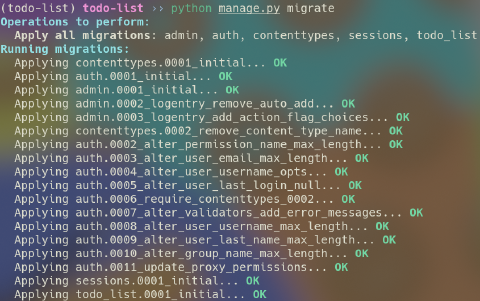 (todo-list) todo-list ›› python manage.py migrate
Operations to perform:
  Apply all migrations: admin, auth, contenttypes, sessions, todo_list
Running migrations:
  Applying contenttypes.0001_initial... OK
  Applying auth.0001_initial... OK
  Applying admin.0001_initial... OK
  Applying admin.0002_logentry_remove_auto_add... OK
  Applying admin.0003_logentry_add_action_flag_choices... OK
  Applying contenttypes.0002_remove_content_type_name... OK
  Applying auth.0002_alter_permission_name_max_length... OK
  Applying auth.0003_alter_user_email_max_length... OK
  Applying auth.0004_alter_user_username_opts... OK
  Applying auth.0005_alter_user_last_login_null... OK
  Applying auth.0006_require_contenttypes_0002... OK
  Applying auth.0007_alter_validators_add_error_messages... OK
  Applying auth.0008_alter_user_username_max_length... OK
  Applying auth.0009_alter_user_last_name_max_length... OK
  Applying auth.0010_alter_group_name_max_length... OK
  Applying auth.0011_update_proxy_permissions... OK
  Applying sessions.0001_initial... OK
  Applying todo_list.0001_initial... OK